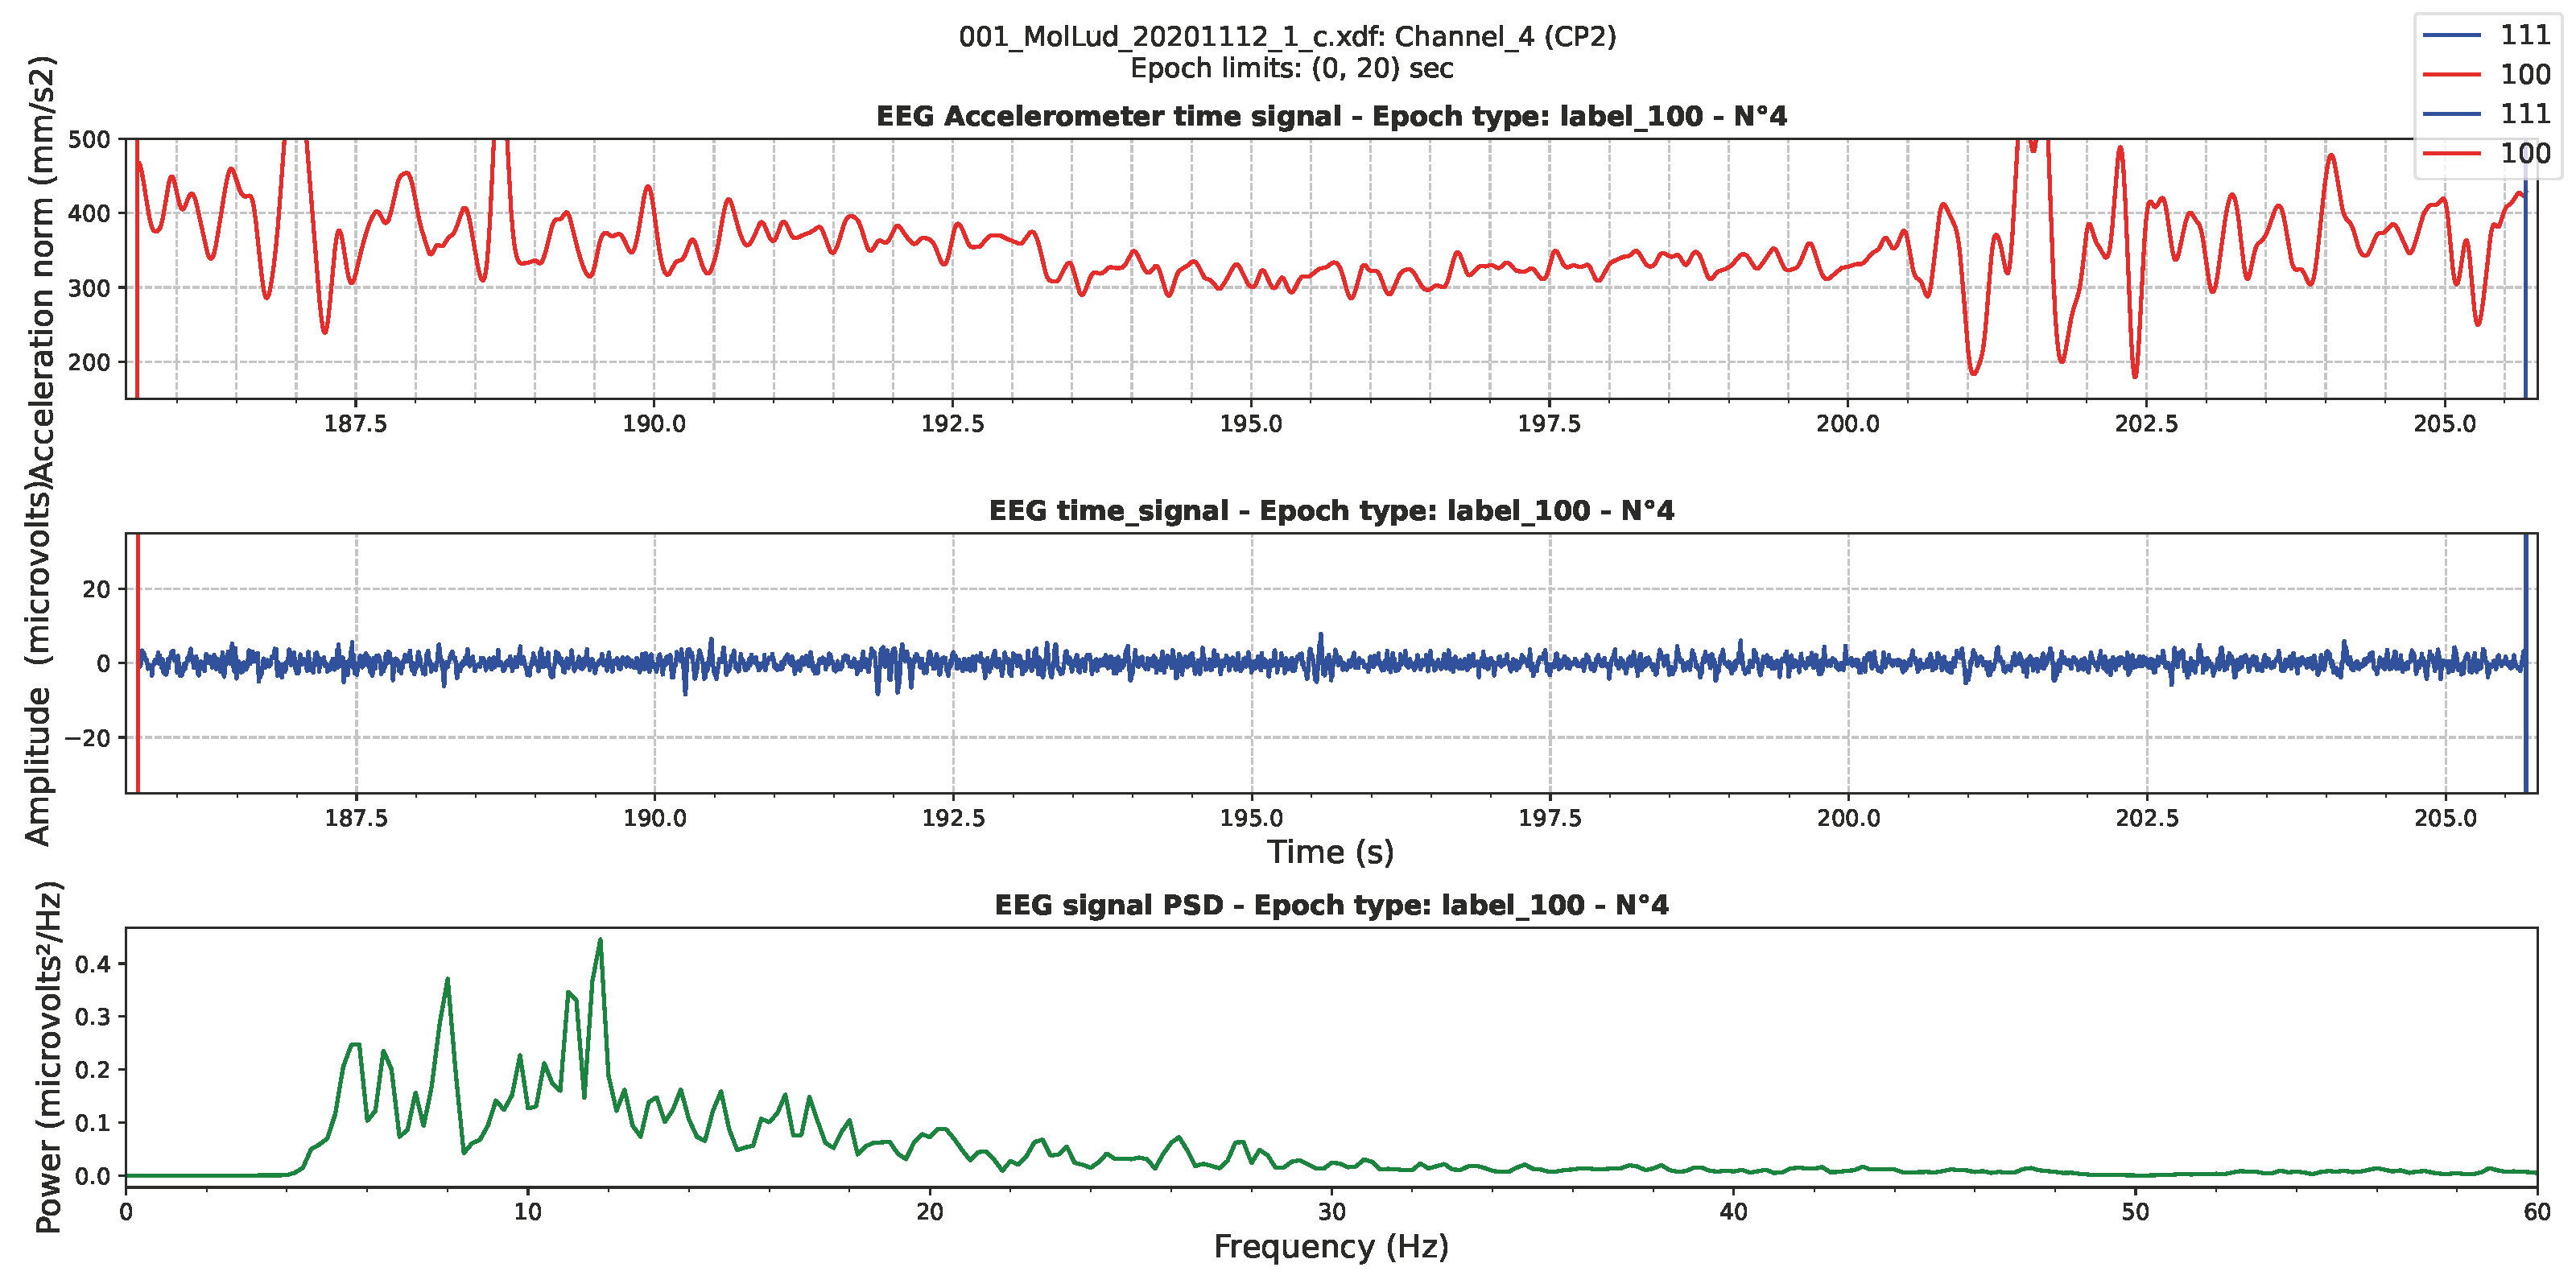 001_MolLud_20201112_1_c.xdf: Channel_4 (CP2)
Epoch limits: (0, 20) sec
111
100
111
100
EEG Accelerometer time signal - Epoch type: label_100 - N°4
Acceleration norm (mm/s2)
500
400
300
200
187.5 190.0 192.5 195.0 197.5 200.0 202.5 205.0
EEG time_signal - Epoch type: label_100 - N°4
Amplitude (microvolts)
20
0
−20
187.5 190.0 192.5 195.0 197.5 200.0 202.5 205.0
Time (s)
EEG signal PSD - Epoch type: label_100 - N°4
Power (microvolts²/Hz)
0.4
0.3
0.2
0.1
0.0
0 10 20 30 40 50 60
Frequency (Hz)